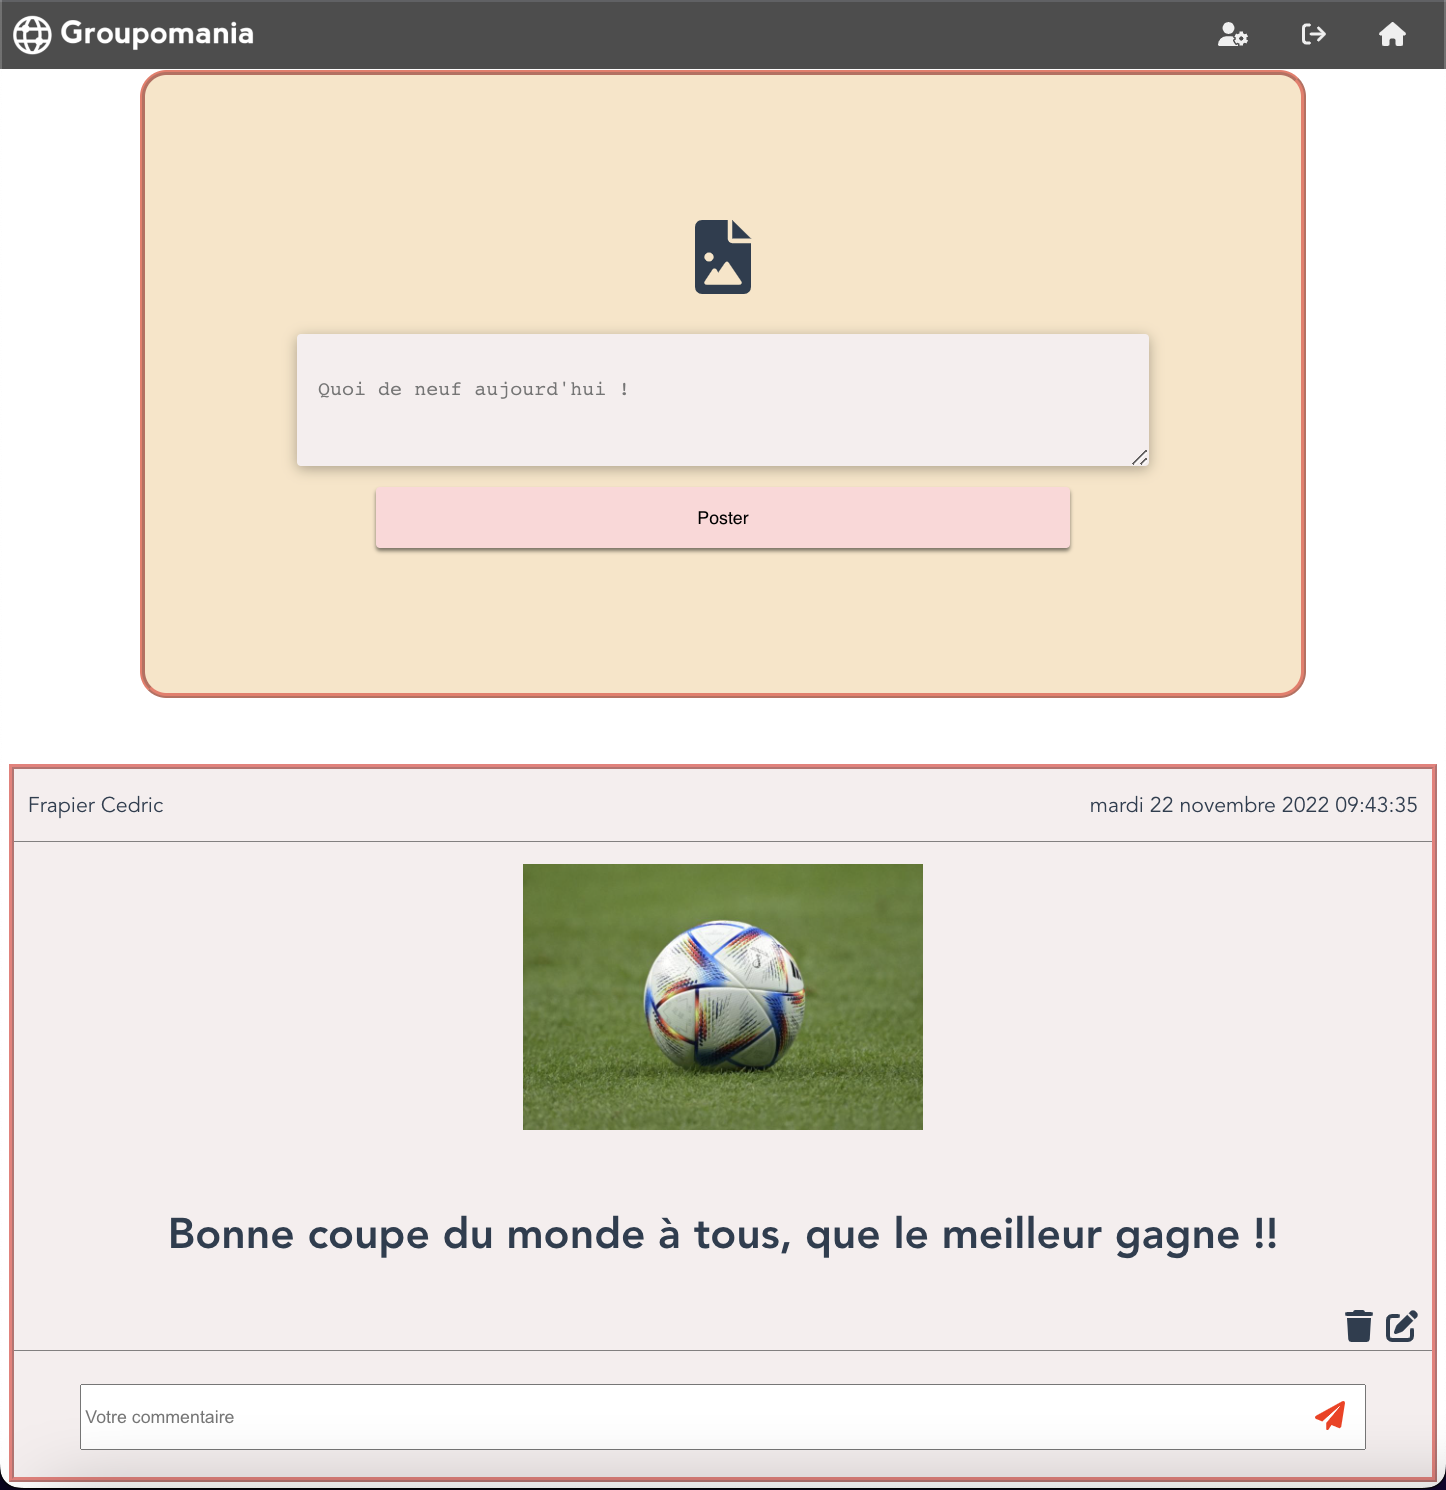 Groupomania
Quoi de neuf aujourd'hui !
Poster
Frapier Cedric
mardi 22 novembre 2022 09:43:35
Bonne coupe du monde à tous, que le meilleur gagne !!
Votre commentaire